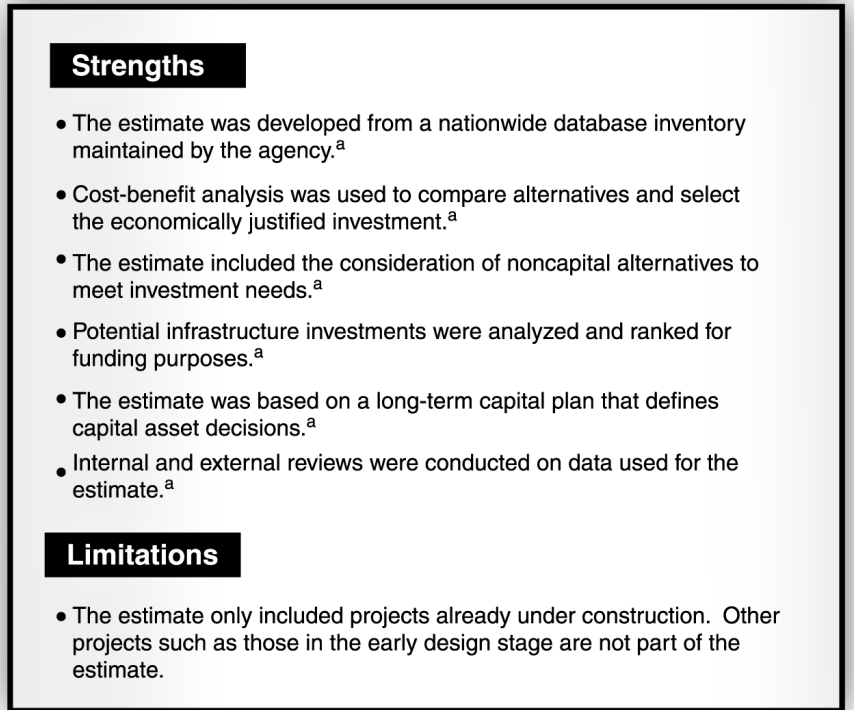 Strengths
• The estimate was developed from a nationwide database inventory
maintained by the agency.a
• Cost-benefit analysis was used to compare alternatives and select
the economically justified investment.a
• The estimate included the consideration of noncapital alternatives to
meet investment needs.a
• Potential infrastructure investments were analyzed and ranked for
funding purposes.a
• The estimate was based on a long-term capital plan that defines
capital asset decisions.a
• Internal and external reviews were conducted on data used for the
estimate.a
Limitations
• The estimate only included projects already under construction.  Other
projects such as those in the early design stage are not part of the
estimate.